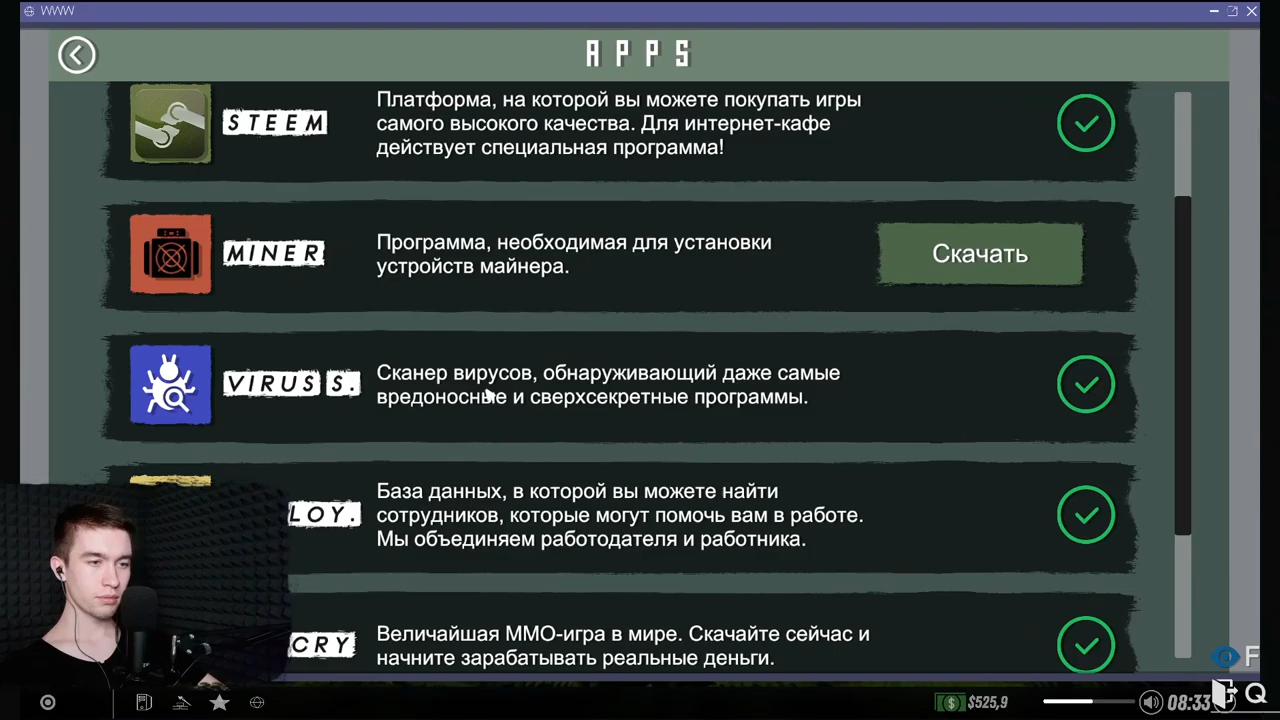 WWW
APPS
STEEM
Платформа, на которой вы можете покупать игры
самого высокого качества. Для интернет-кафе
действует специальная программа!
MINER
Программа, необходимая для установки
устройств майнера.
Скачать
VIRUS S.
Сканер вирусов, обнаруживающий даже самые
вредоносные и сверхсекретные программы.
LOY.
База данных, в которой вы можете найти
сотрудников, которые могут помочь вам в работе.
Мы объединяем работодателя и работника.
CRY
Величайшая ММО-игра в мире. Скачайте сейчас и
начните зарабатывать реальные деньги.
F
$525,9
08:33
Q